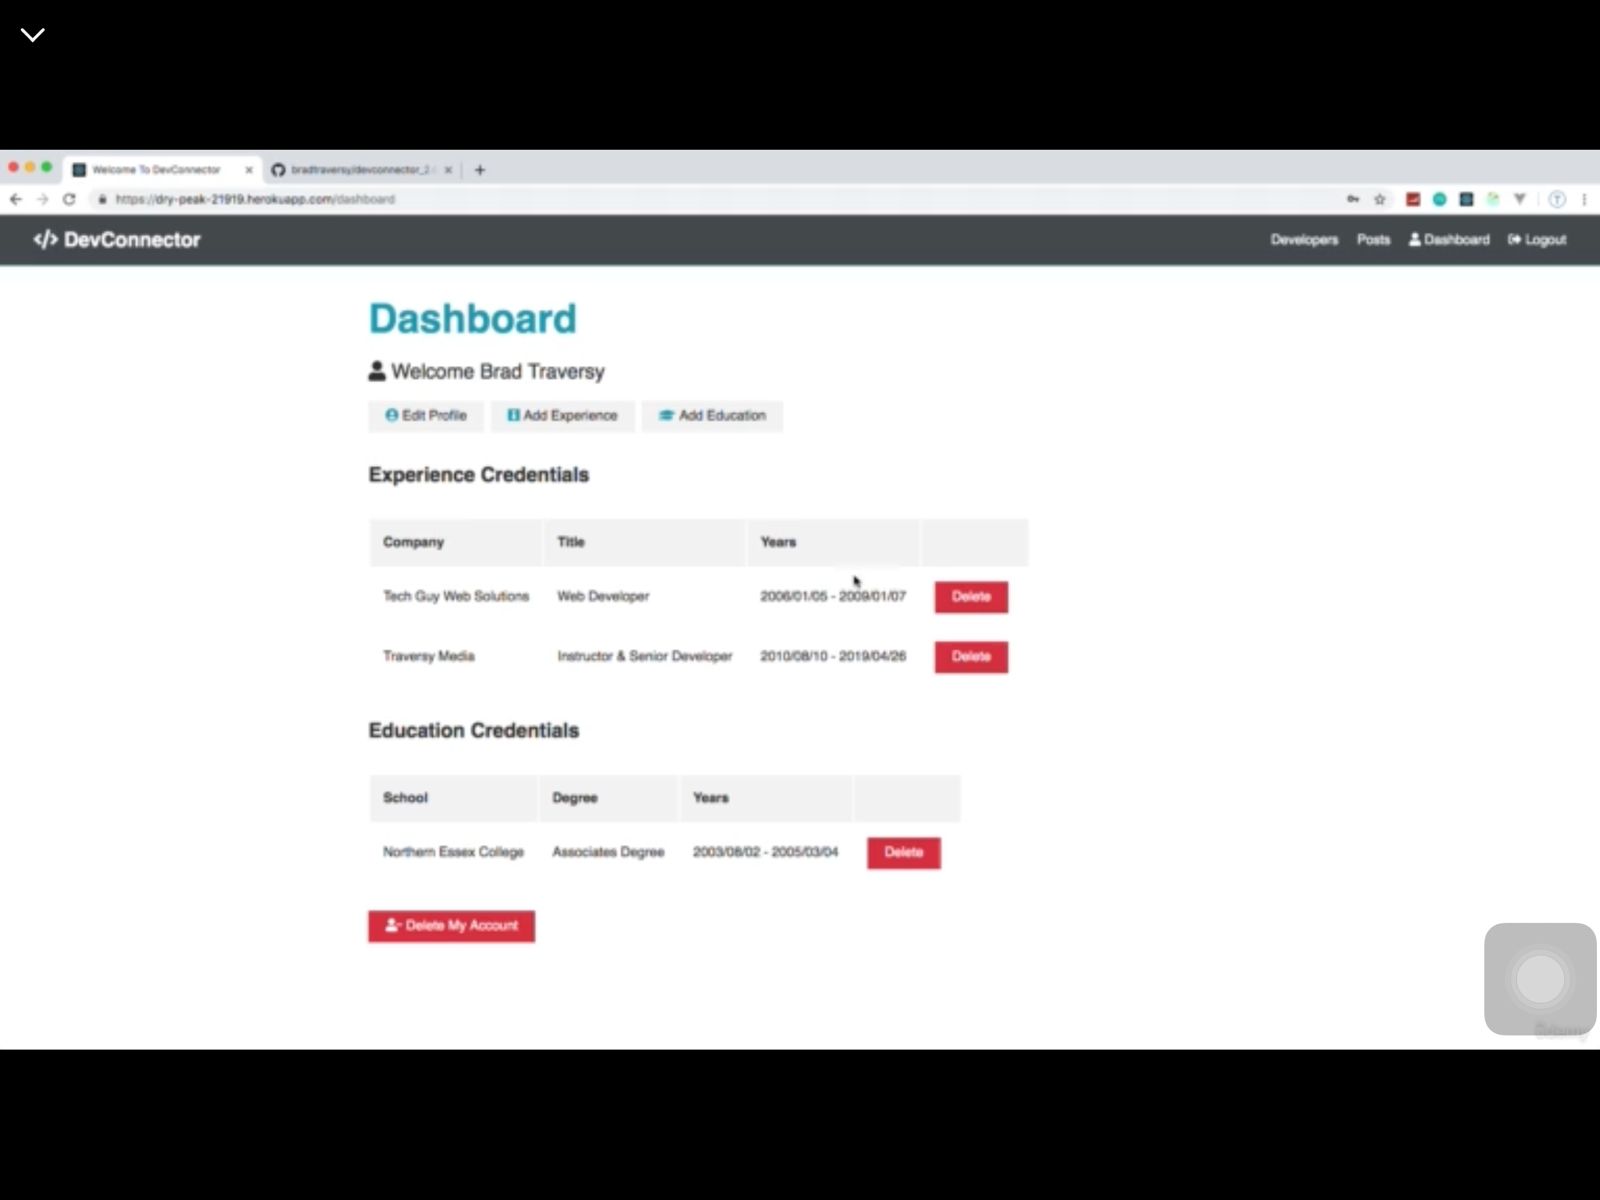 Welcome To DevConnector
bradtraversy/devconnector_2
https://dry-peak-21919.herokuapp.com/dashboard
</> DevConnector
Developers Posts Dashboard Logout
Dashboard
Welcome Brad Traversy
Edit Profile Add Experience Add Education
Experience Credentials
Company Title Years
Tech Guy Web Solutions Web Developer 2006/01/05 - 2009/01/07 Delete
Traversy Media Instructor & Senior Developer 2010/08/10 - 2019/04/26 Delete
Education Credentials
School Degree Years
Northern Essex College Associates Degree 2003/08/02 - 2005/03/04 Delete
Delete My Account
Udemy